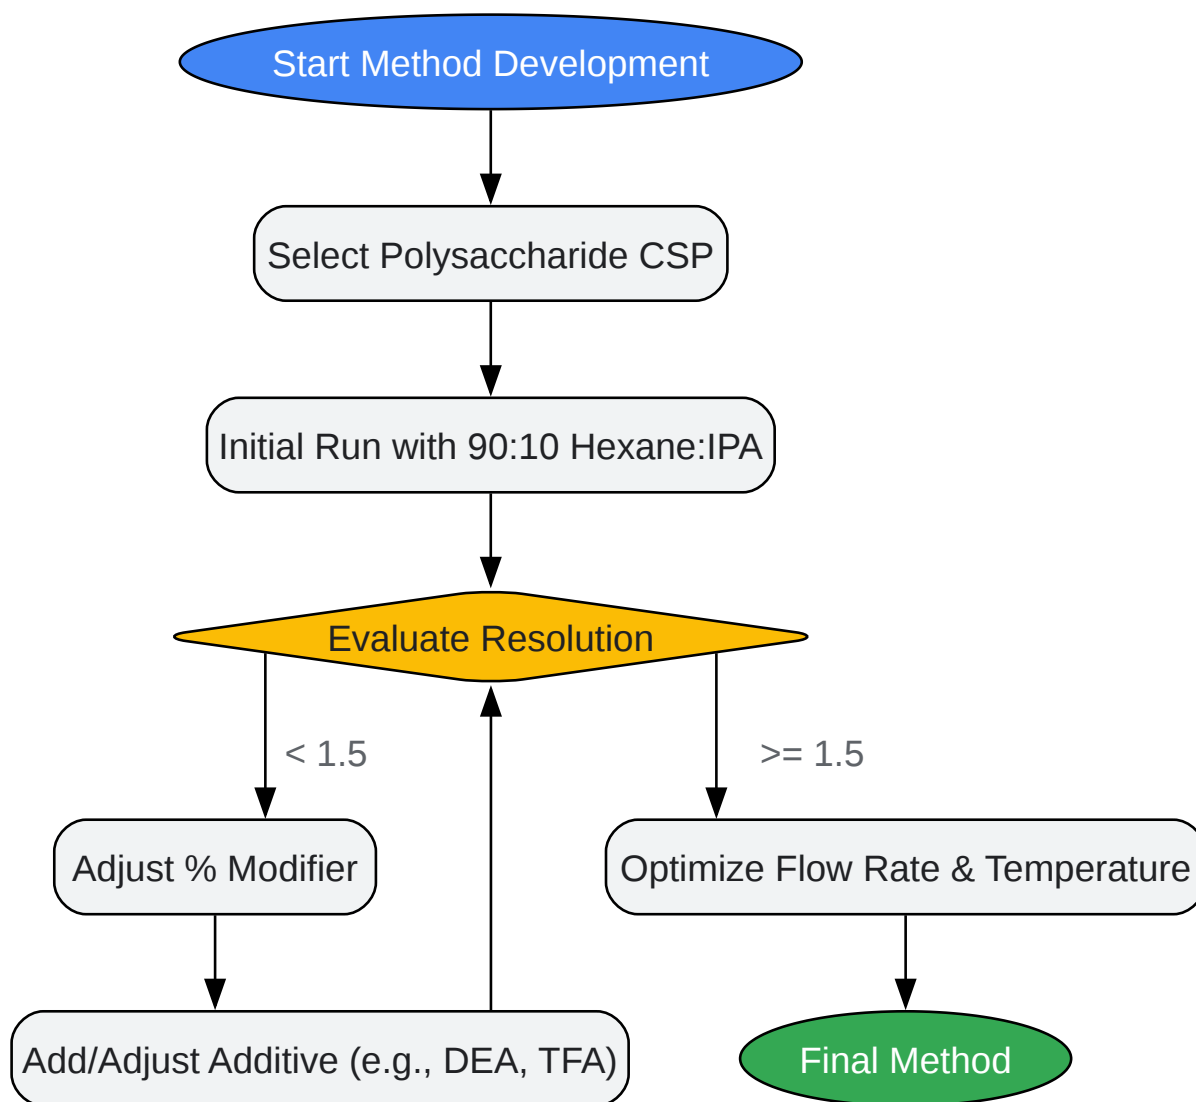 Start Method Development
Select Polysaccharide CSP
Initial Run with 90:10 Hexane:IPA
Evaluate Resolution
< 1.5
>= 1.5
Adjust % Modifier
Optimize Flow Rate & Temperature
Add/Adjust Additive (e.g., DEA, TFA)
Final Method